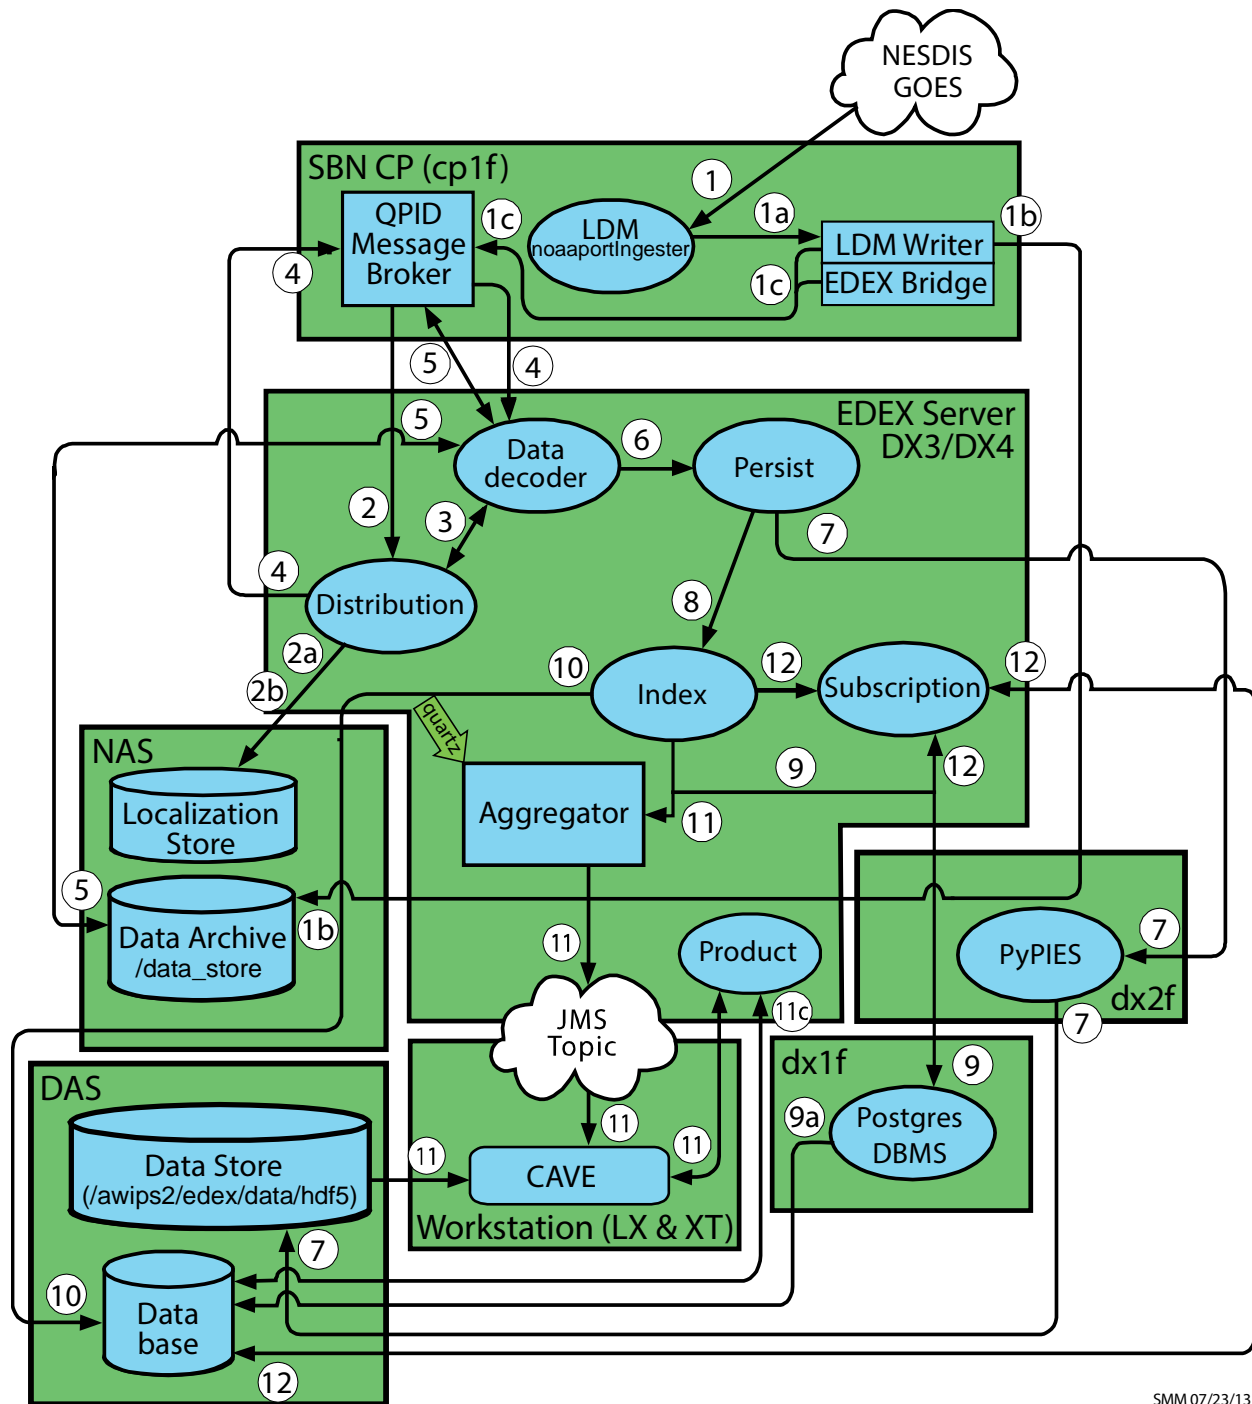 NESDIS
GOES
SBN CP (cp1f)
1
QPID
Message
Broker
1c
LDM
noaaportIngester
1a
1b
LDM Writer
EDEX Bridge
1c
4
5
4
EDEX Server
DX3/DX4
5
Data
decoder
6
Persist
2
3
7
4
Distribution
8
2a
2b
10
Index
12
Subscription
12
quartz
NAS
9
12
Localization
Store
Aggregator
11
5
Data Archive
/data_store
1b
11
Product
11c
PyPIES
7
dx2f
7
JMS
Topic
DAS
dx1f
9
9a
Postgres
DBMS
11
11
11
Data Store
(/awips2/edex/data/hdf5)
CAVE
Workstation (LX & XT)
7
10
Data
base
12
SMM 07/23/13